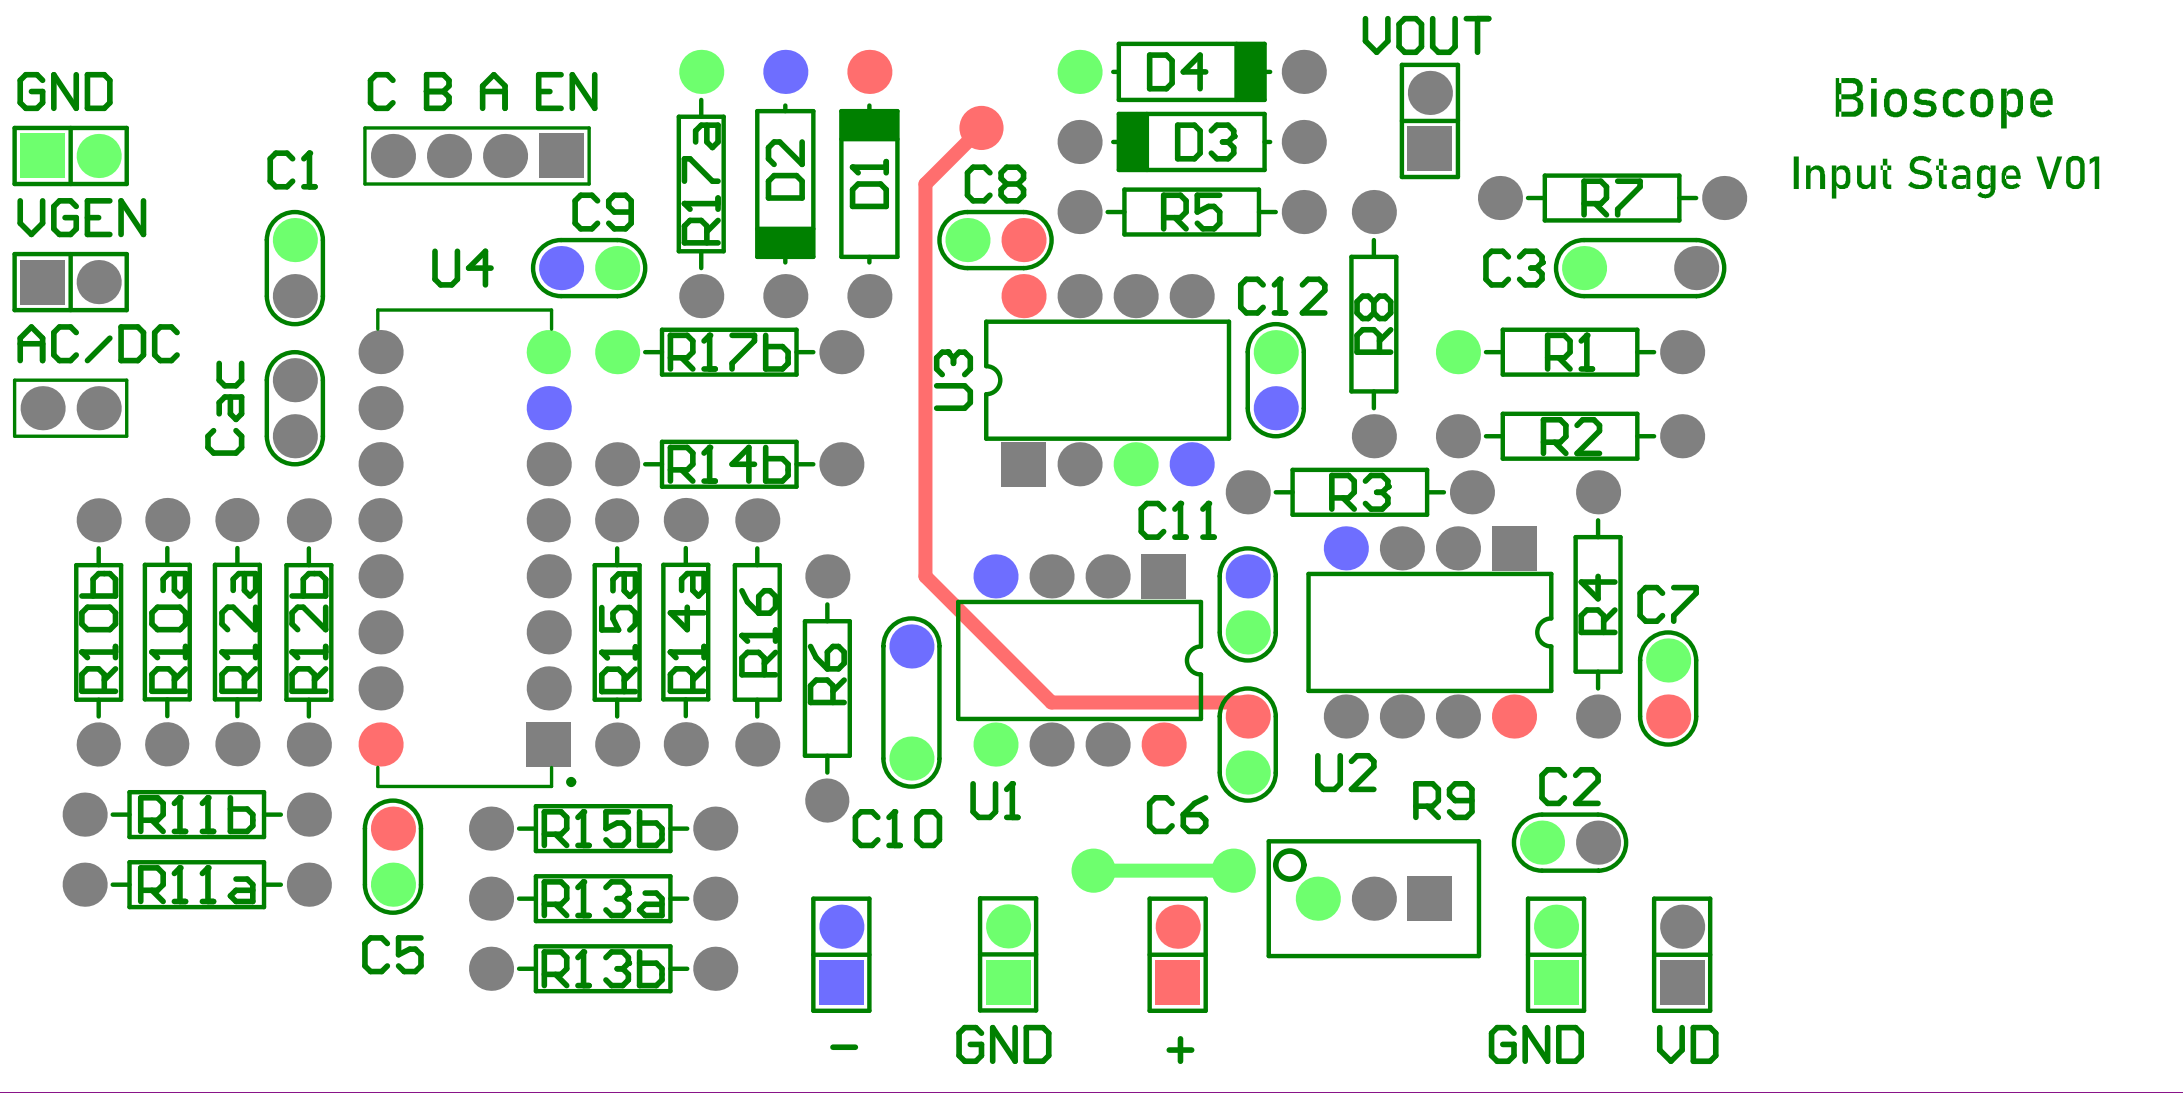 VOUT
GND
C B A EN
D4
Bioscope
D3
C1
R17a
D2
D1
C8
R5
R7
Input Stage V01
VGEN
C9
U4
C3
C12
AC/DC
R17b
U3
R8
R1
Cac
R14b
R2
R3
C11
R10b
R10a
R12a
R12b
R15a
R14a
R16
R6
R4
C7
U2
R11b
R15b
C10
U1
C6
R9
C2
R11a
R13a
C5
R13b
-
GND
+
GND
VD